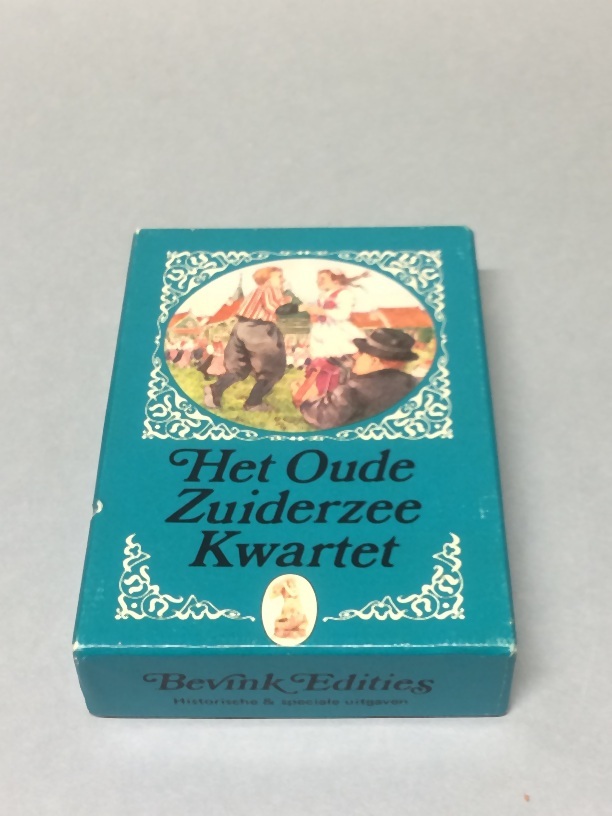 Het Oude
Zuiderzee
Kwartet
Bevink Edities
Historische & speciale uitgaven